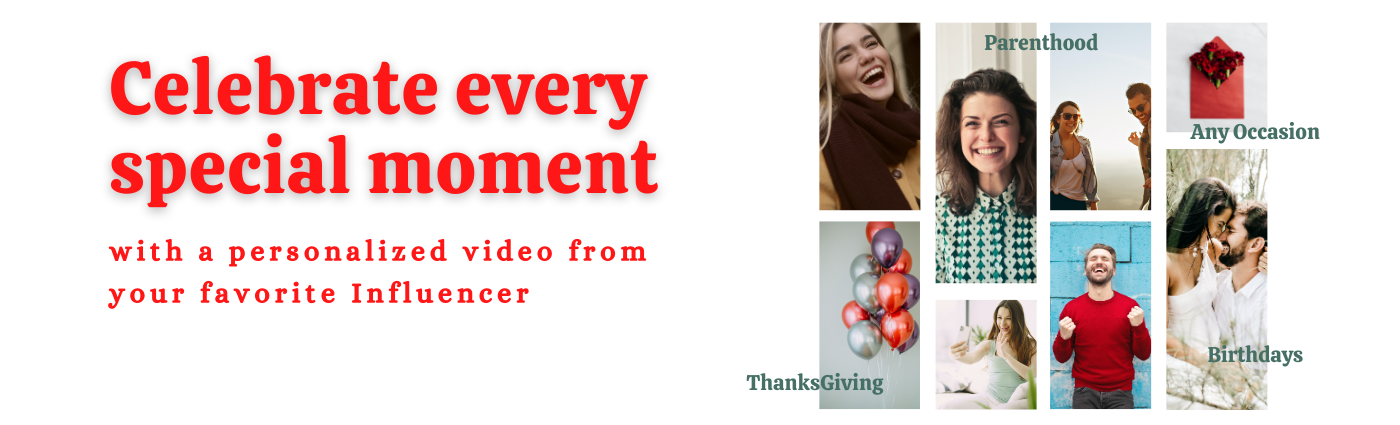 Celebrate every
special moment
with a personalized video from
your favorite Influencer
Parenthood
Any Occasion
Birthdays
ThanksGiving